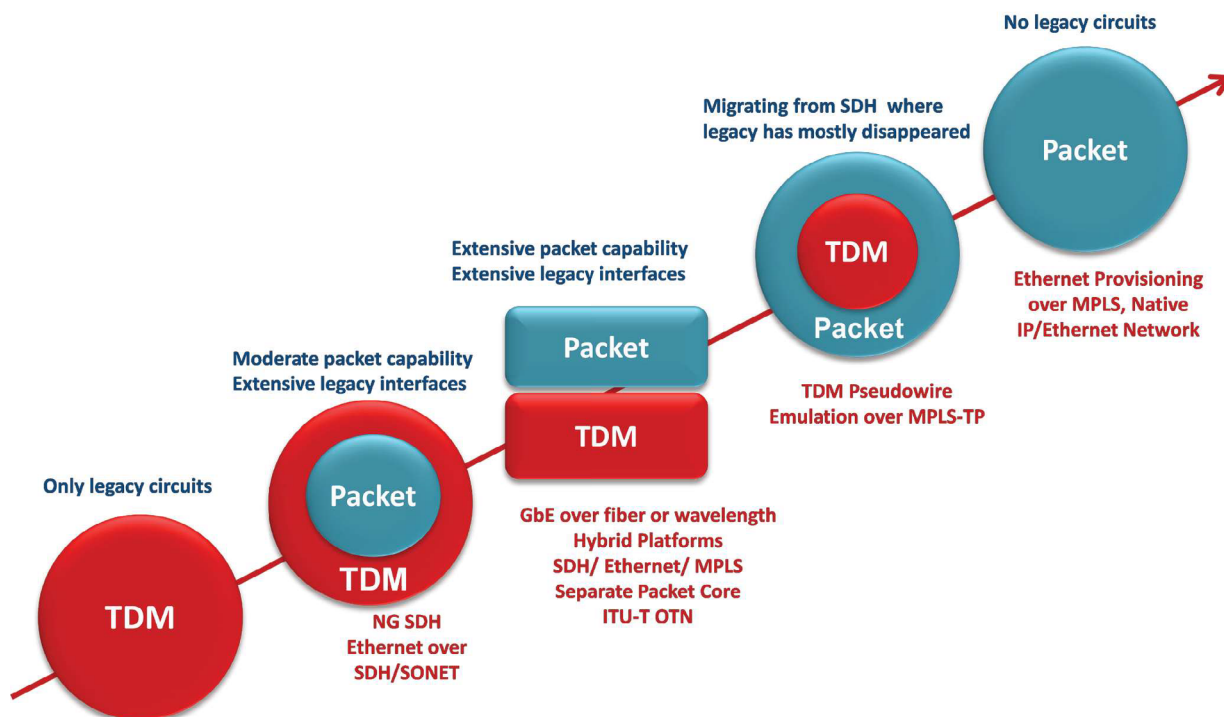 Only legacy circuits
TDM
Moderate packet capability
Extensive legacy interfaces
Packet
TDM
NG SDH
Ethernet over
SDH/SONET
Extensive packet capability
Extensive legacy interfaces
Packet
TDM
GbE over fiber or wavelength
Hybrid Platforms
SDH/ Ethernet/ MPLS
Separate Packet Core
ITU-T OTN
Migrating from SDH where
legacy has mostly disappeared
TDM
Packet
TDM Pseudowire
Emulation over MPLS-TP
No legacy circuits
Packet
Ethernet Provisioning
over MPLS, Native
IP/Ethernet Network